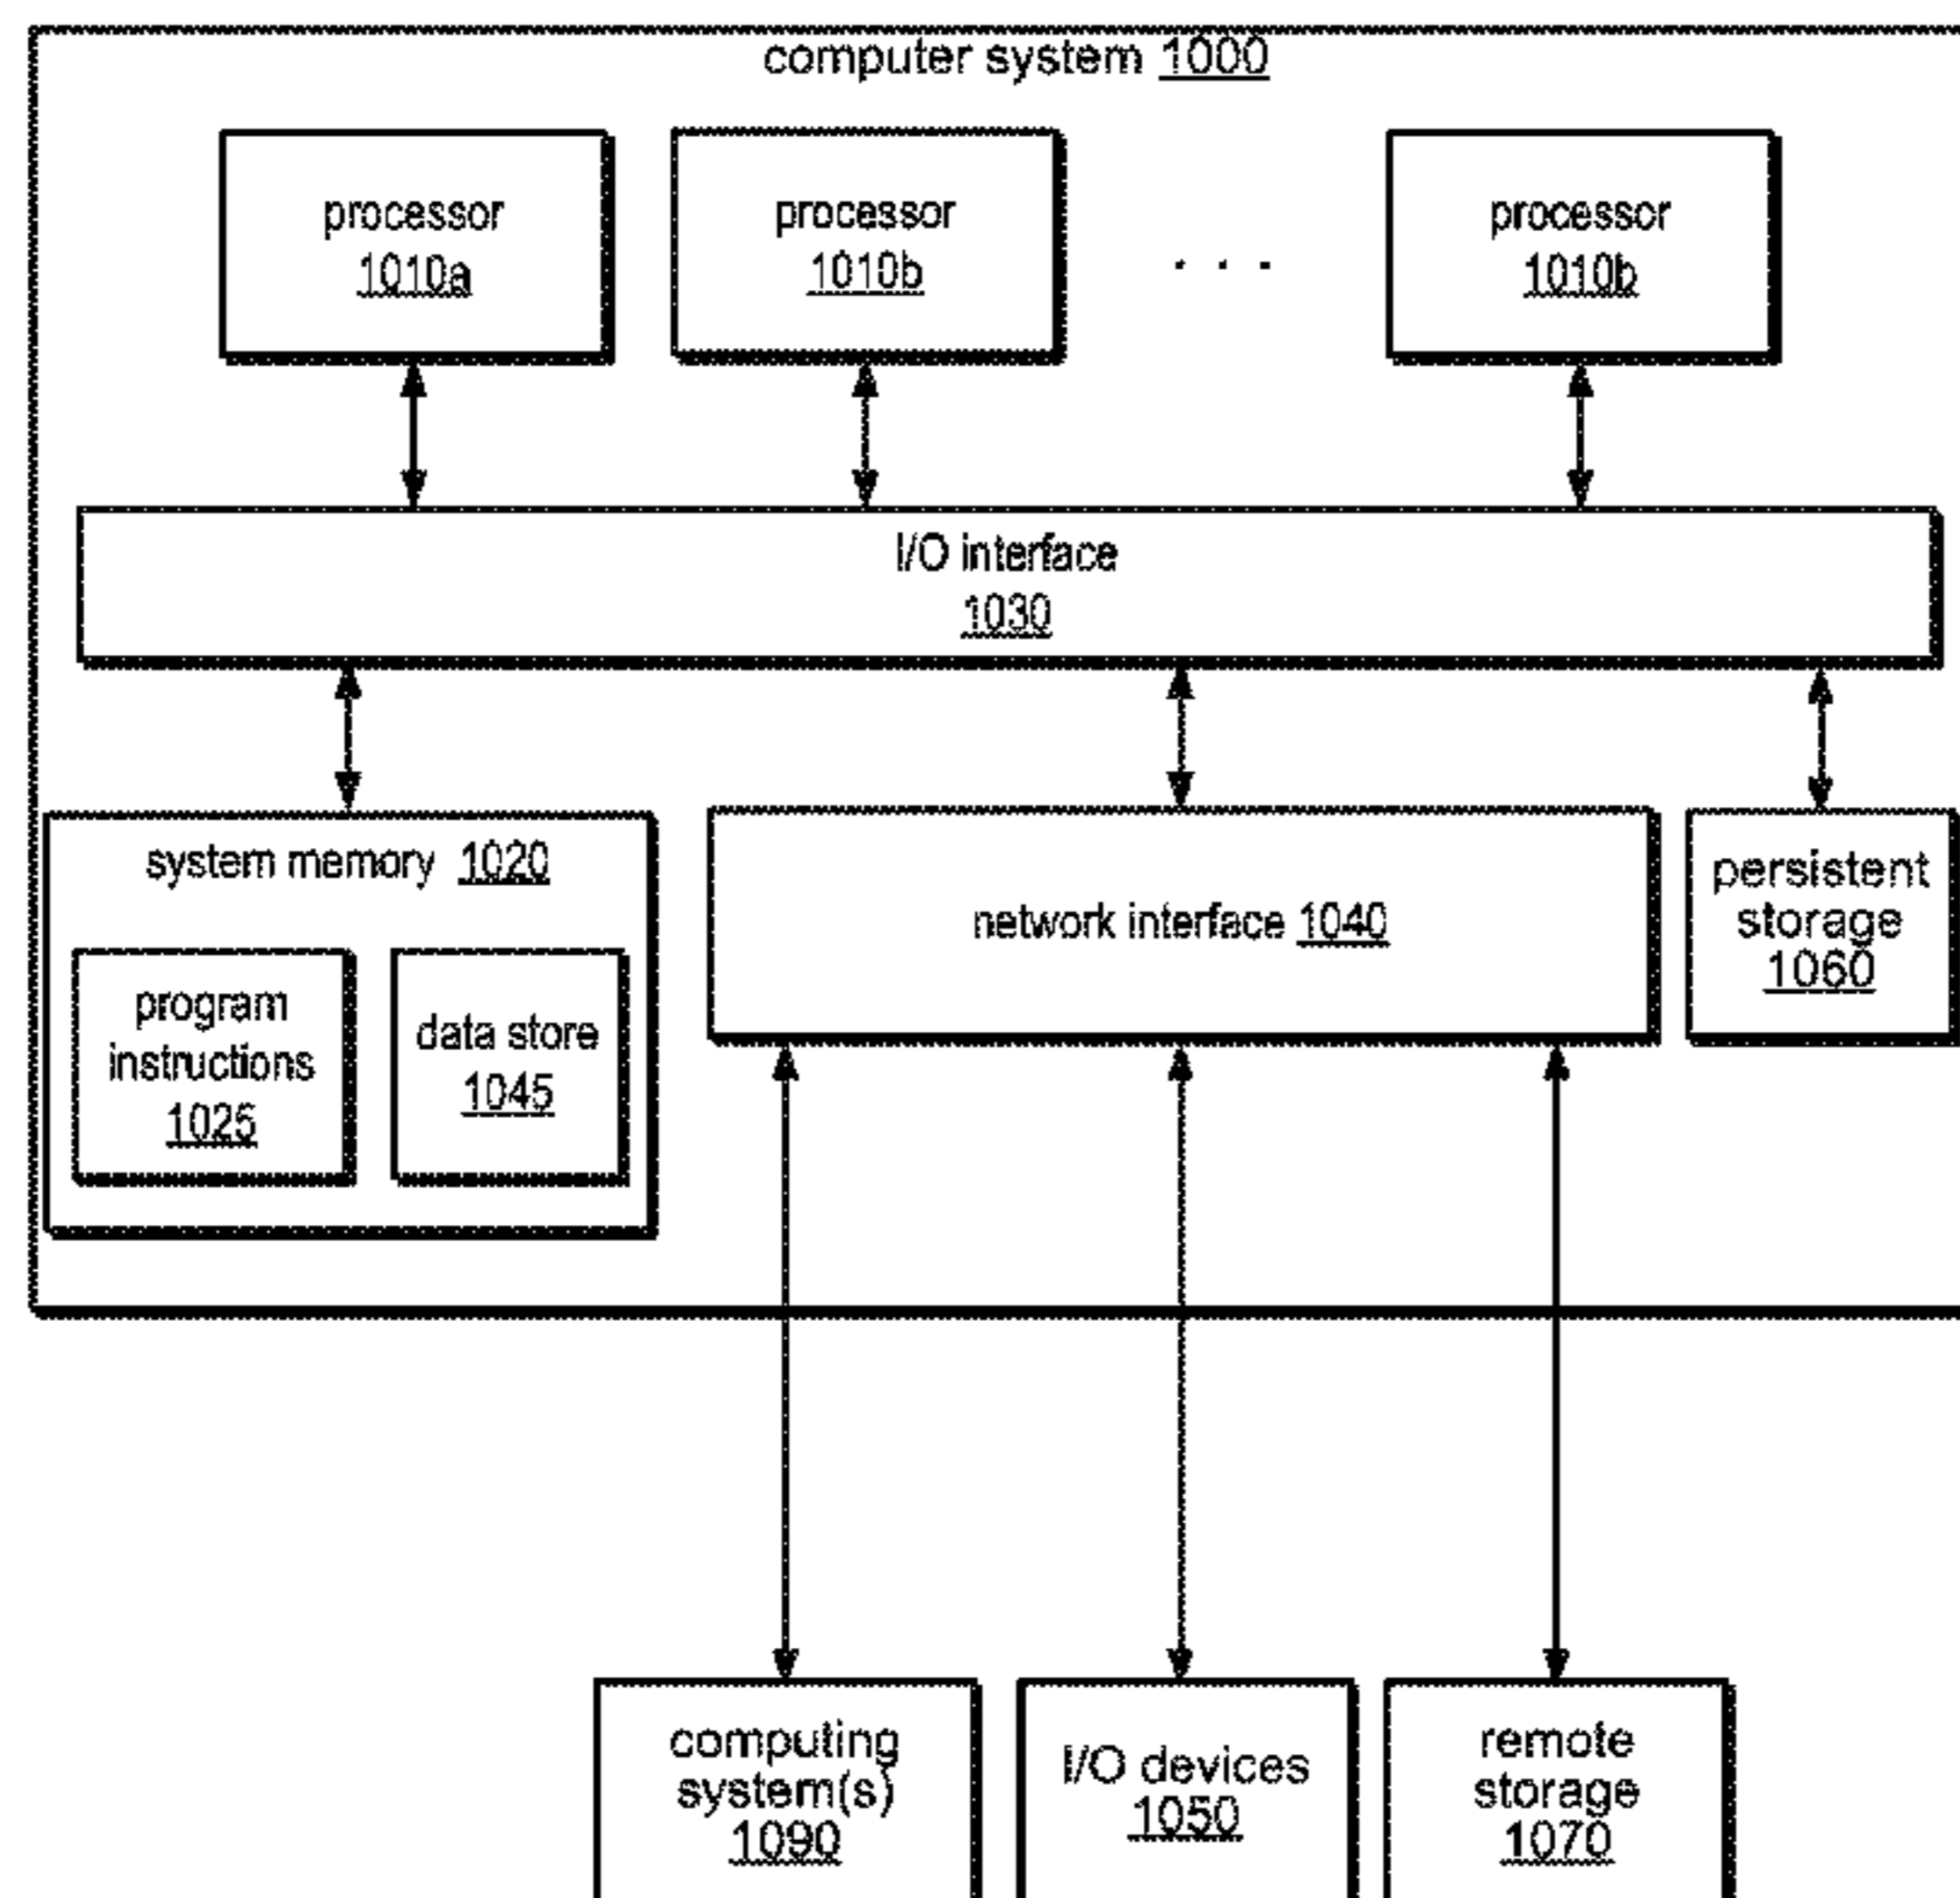 computer system 1000
processor
1010a
processor
1010b
. . .
processor
1010b
I/O interface
1030
system memory 1020
program
instructions
1025
data store
1045
network interface 1040
persistent
storage
1060
computing
system(s)
1090
I/O devices
1050
remote
storage
1070